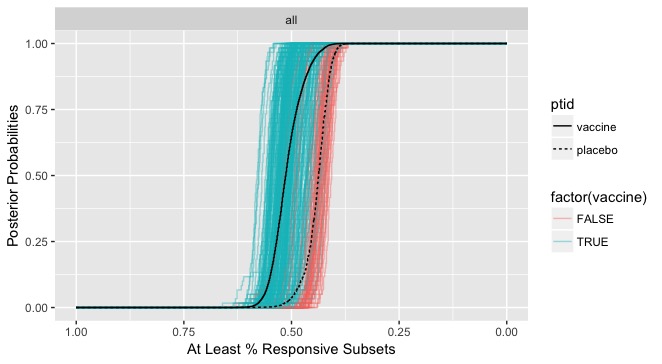 all
1.00
0.75
0.50
0.25
0.00
Posterior Probabilities
1.00
0.75
0.50
0.25
0.00
At Least % Responsive Subsets
ptid
vaccine
placebo
factor(vaccine)
FALSE
TRUE